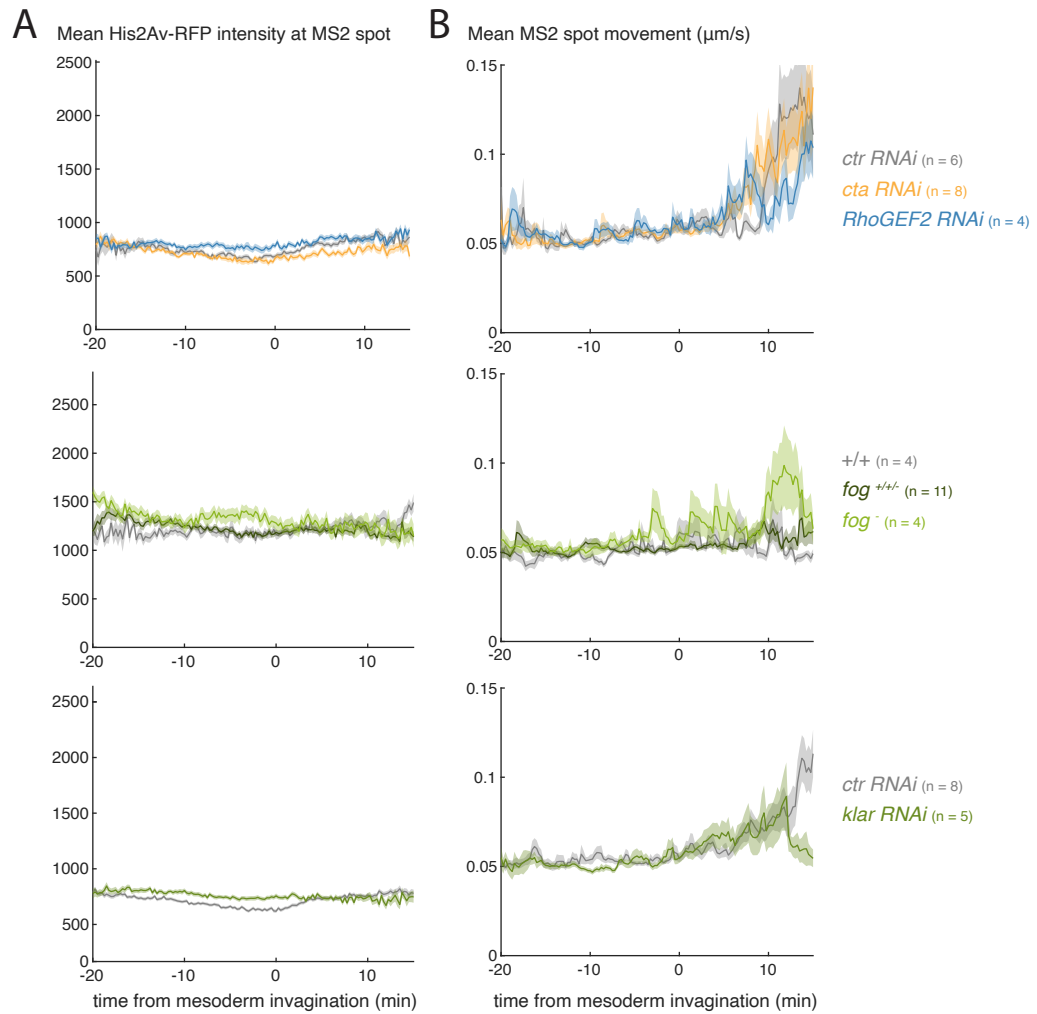 A Mean His2Av-RFP intensity at MS2 spot
2500
2000
1500
1000
500
0
-20 -10 0 10
B Mean MS2 spot movement (µm/s)
0.15
0.1
0.05
0
-20 -10 0 10
ctr RNAi (n = 6)
cta RNAi (n = 8)
RhoGEF2 RNAi (n = 4)
2500
2000
1500
1000
500
0
-20 -10 0 10
0.15
0.1
0.05
0
-20 -10 0 10
+/+ (n = 4)
fog +/+/- (n = 11)
fog - (n = 4)
2500
2000
1500
1000
500
0
-20 -10 0 10
time from mesoderm invagination (min)
0.15
0.1
0.05
0
-20 -10 0 10
time from mesoderm invagination (min)
ctr RNAi (n = 8)
klar RNAi (n = 5)